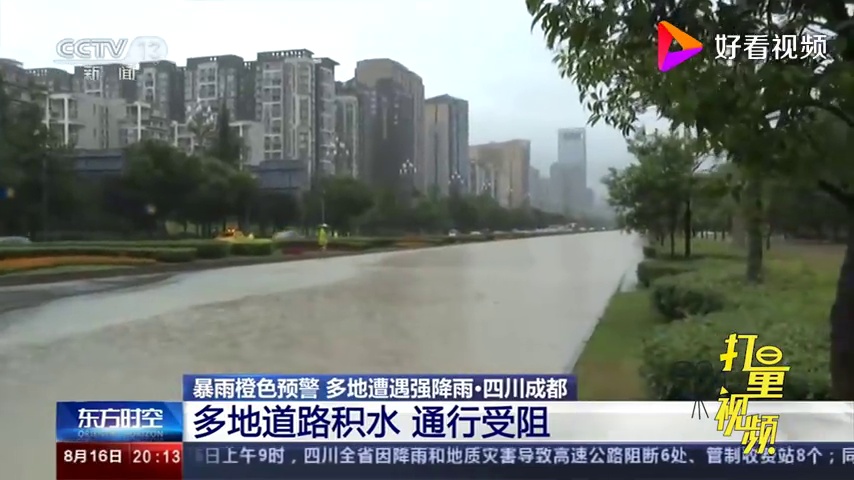 CCTV 13
新闻
好看视频
打量视频
暴雨橙色预警 多地遭遇强降雨·四川成都
东方时空
ORIENTAL HORIZON
多地道路积水 通行受阻
8月16日 20:13
日上午9时，四川全省因降雨和地质灾害导致高速公路阻断6处、管制收费站8个；同